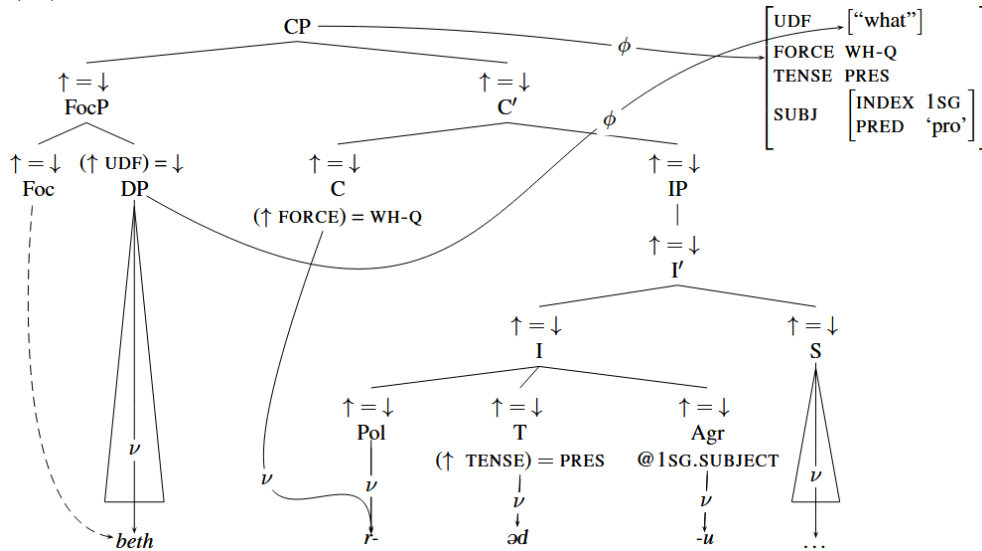 CP
ϕ
UDF ["what"]
FORCE WH-Q
TENSE PRES
SUBJ [INDEX 1SG
PRED 'pro']
↑ = ↓ ↑ = ↓
FocP C′
ϕ
↑ = ↓ (↑ UDF) = ↓ ↑ = ↓ ↑ = ↓
Foc DP C IP
(↑ FORCE) = WH-Q
↑ = ↓
I′
↑ = ↓ ↑ = ↓
I S
↑ = ↓ ↑ = ↓ ↑ = ↓
Pol T Agr
(↑ TENSE) = PRES @1SG.SUBJECT
ν ν ν ν ν ν
beth r- əd -u …